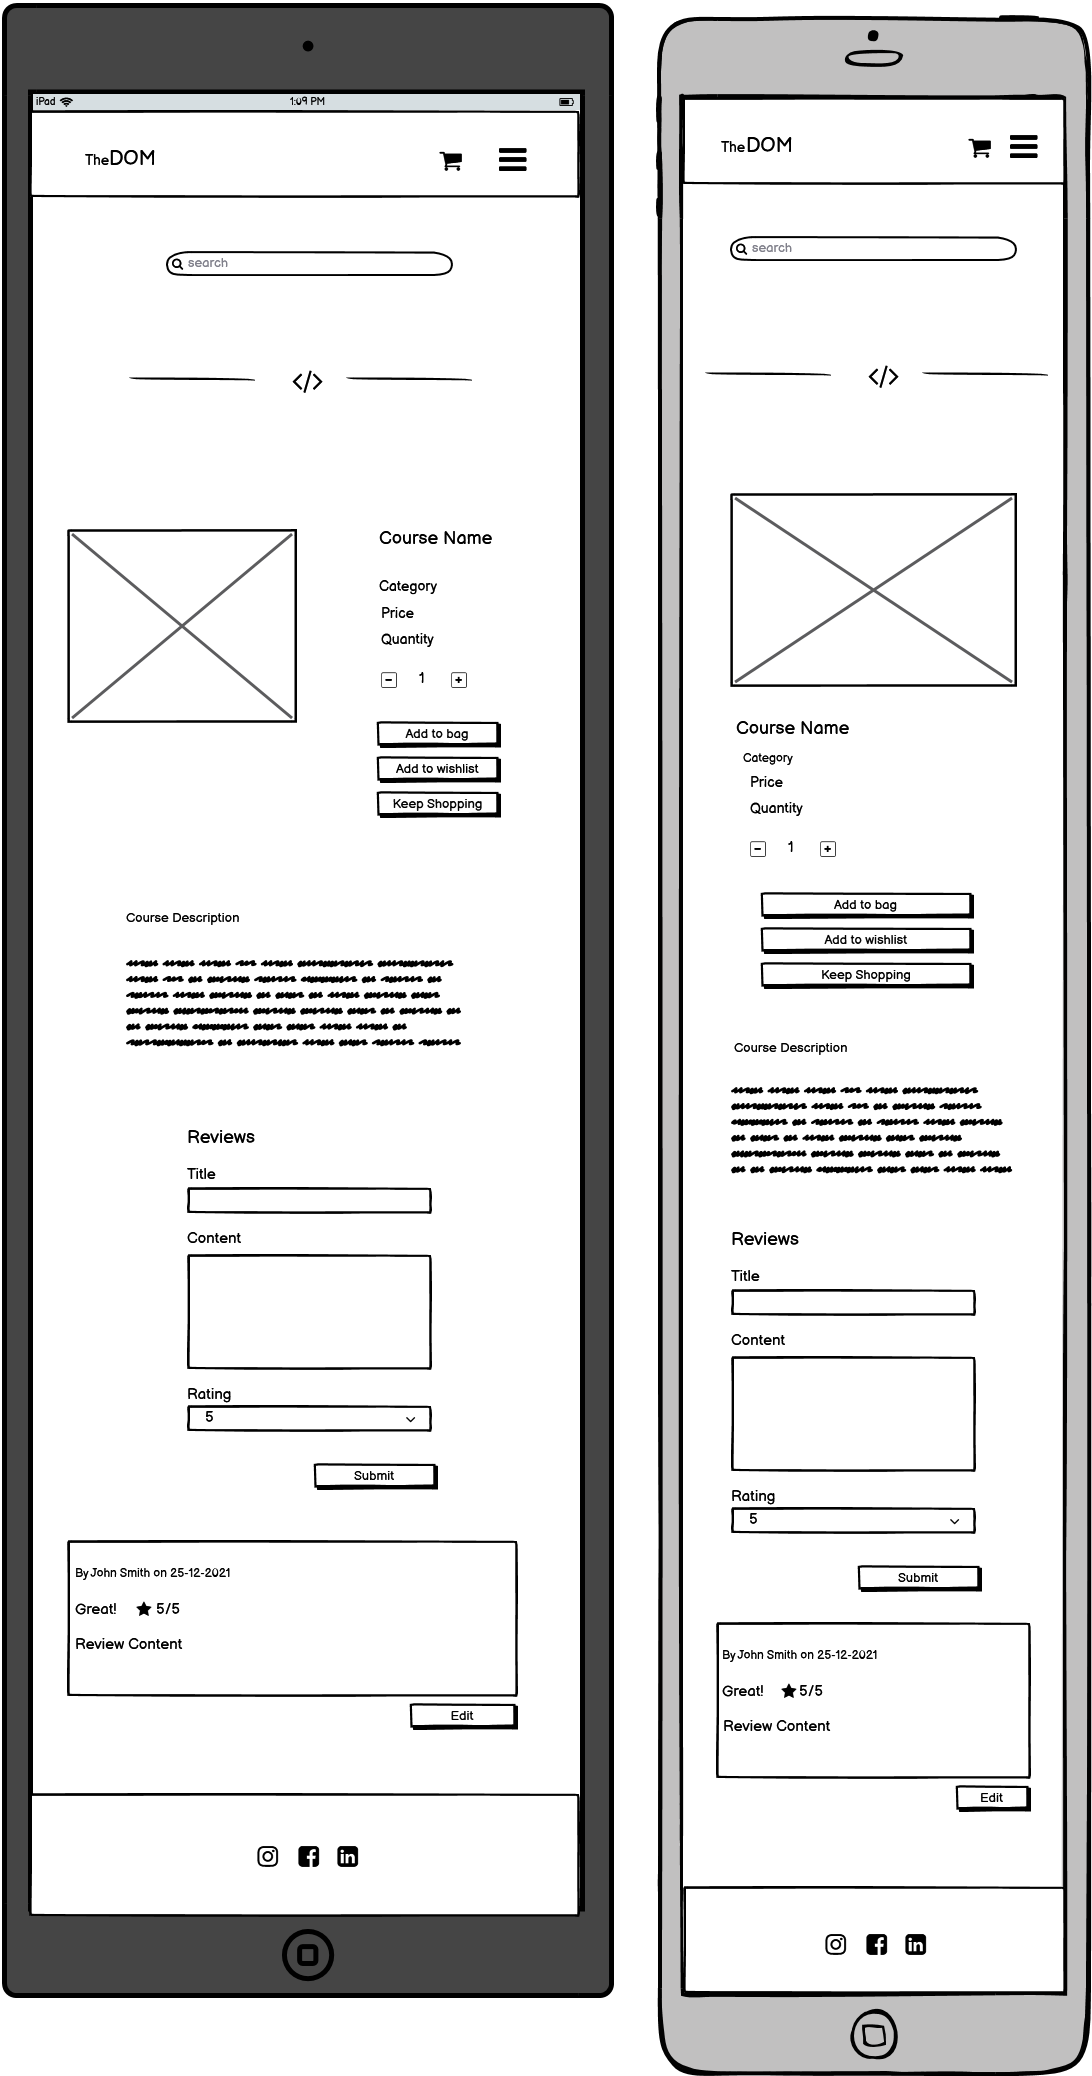 iPad 1:09 PM
TheDOM
search
</>
Course Name
Category
Price
Quantity
- 1 +
Add to bag
Add to wishlist
Keep Shopping
Course Description
Reviews
Title
Content
Rating
5
Submit
By John Smith on 25-12-2021
Great! ★ 5/5
Review Content
Edit
TheDOM
search
</>
Course Name
Category
Price
Quantity
- 1 +
Add to bag
Add to wishlist
Keep Shopping
Course Description
Reviews
Title
Content
Rating
5
Submit
By John Smith on 25-12-2021
Great! ★ 5/5
Review Content
Edit